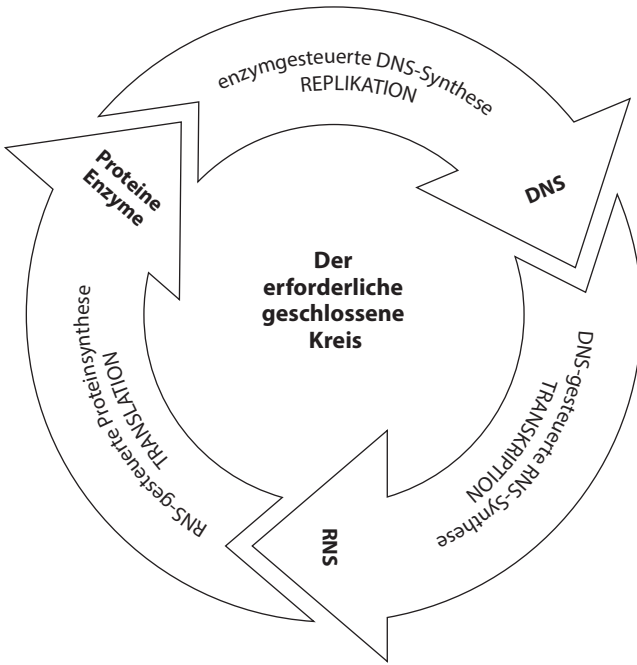 enzymgesteuerte DNS-Synthese
REPLIKATION
DNS
DNS-gesteuerte RNS-Synthese
TRANSKRIPTION
RNS
RNS-gesteuerte Proteinsynthese
TRANSLATION
Proteine
Enzyme
Der
erforderliche
geschlossene
Kreis